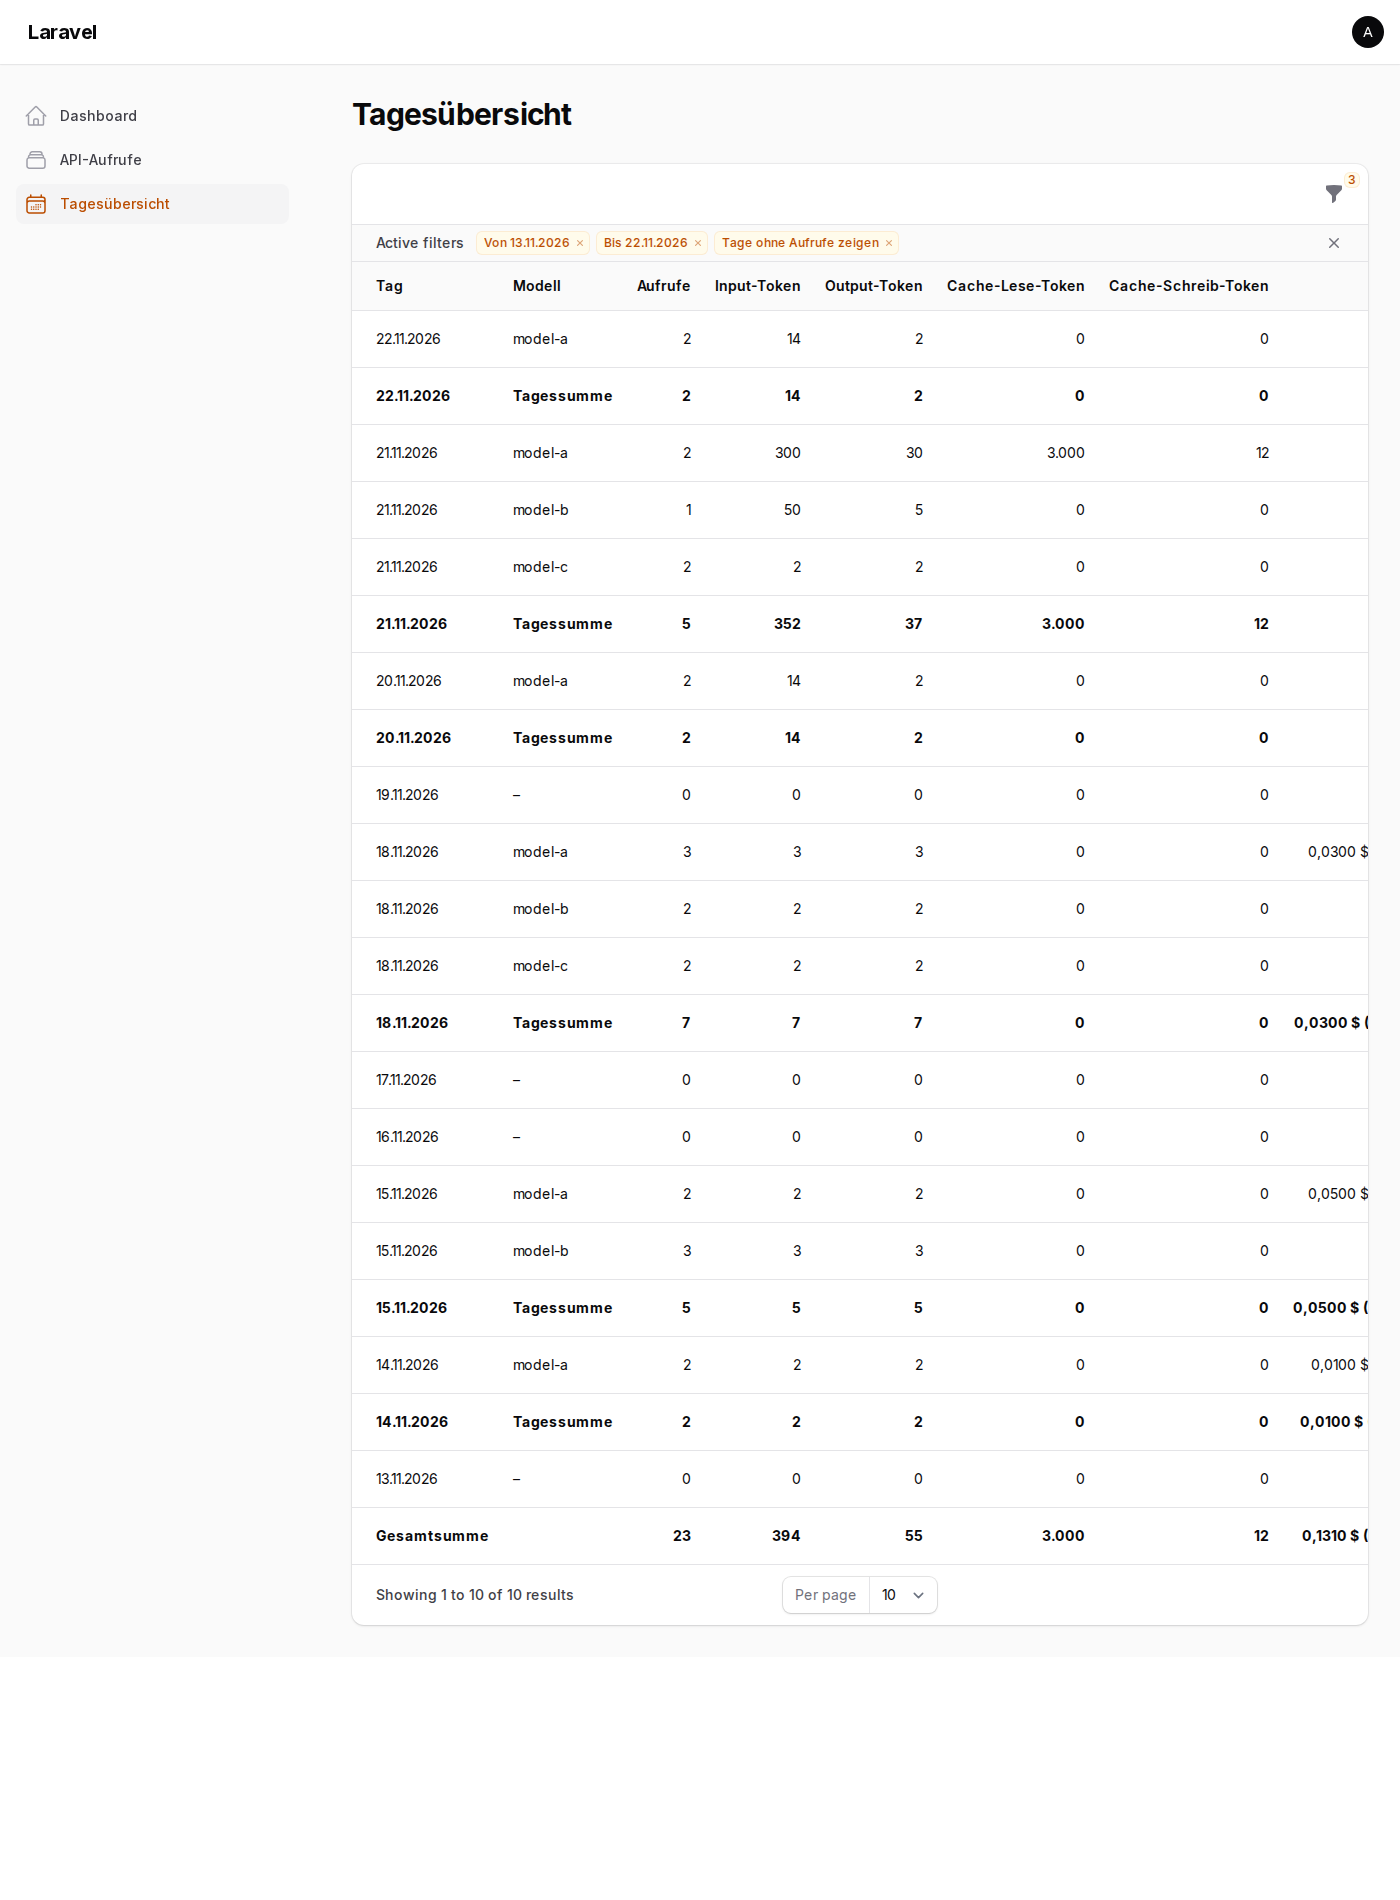 Laravel
A
Dashboard
API-Aufrufe
Tagesübersicht
Tagesübersicht
3
Active filters Von 13.11.2026 × Bis 22.11.2026 × Tage ohne Aufrufe zeigen ×
Tag Modell Aufrufe Input-Token Output-Token Cache-Lese-Token Cache-Schreib-Token
22.11.2026 model-a 2 14 2 0 0
22.11.2026 Tagessumme 2 14 2 0 0
21.11.2026 model-a 2 300 30 3.000 12
21.11.2026 model-b 1 50 5 0 0
21.11.2026 model-c 2 2 2 0 0
21.11.2026 Tagessumme 5 352 37 3.000 12
20.11.2026 model-a 2 14 2 0 0
20.11.2026 Tagessumme 2 14 2 0 0
19.11.2026 – 0 0 0 0 0
18.11.2026 model-a 3 3 3 0 0 0,0300 $
18.11.2026 model-b 2 2 2 0 0
18.11.2026 model-c 2 2 2 0 0
18.11.2026 Tagessumme 7 7 7 0 0 0,0300 $ (
17.11.2026 – 0 0 0 0 0
16.11.2026 – 0 0 0 0 0
15.11.2026 model-a 2 2 2 0 0 0,0500 $
15.11.2026 model-b 3 3 3 0 0
15.11.2026 Tagessumme 5 5 5 0 0 0,0500 $ (
14.11.2026 model-a 2 2 2 0 0 0,0100 $
14.11.2026 Tagessumme 2 2 2 0 0 0,0100 $
13.11.2026 – 0 0 0 0 0
Gesamtsumme 23 394 55 3.000 12 0,1310 $ (
Showing 1 to 10 of 10 results Per page 10